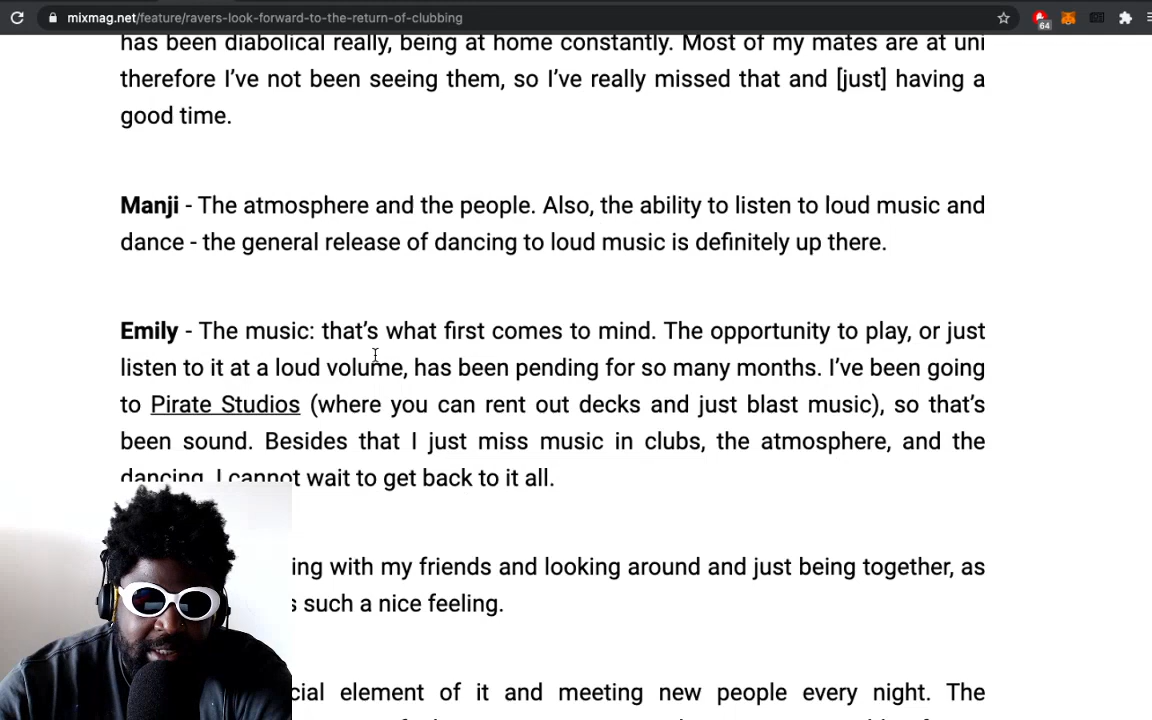 mixmag.net/feature/ravers-look-forward-to-the-return-of-clubbing
64
has been diabolical really, being at home constantly. Most of my mates are at uni
therefore I've not been seeing them, so I've really missed that and [just] having a
good time.
Manji - The atmosphere and the people. Also, the ability to listen to loud music and
dance - the general release of dancing to loud music is definitely up there.
Emily - The music: that's what first comes to mind. The opportunity to play, or just
listen to it at a loud volume, has been pending for so many months. I've been going
to Pirate Studios (where you can rent out decks and just blast music), so that's
been sound. Besides that I just miss music in clubs, the atmosphere, and the
dancing. I cannot wait to get back to it all.
ing with my friends and looking around and just being together, as
s such a nice feeling.
cial element of it and meeting new people every night. The